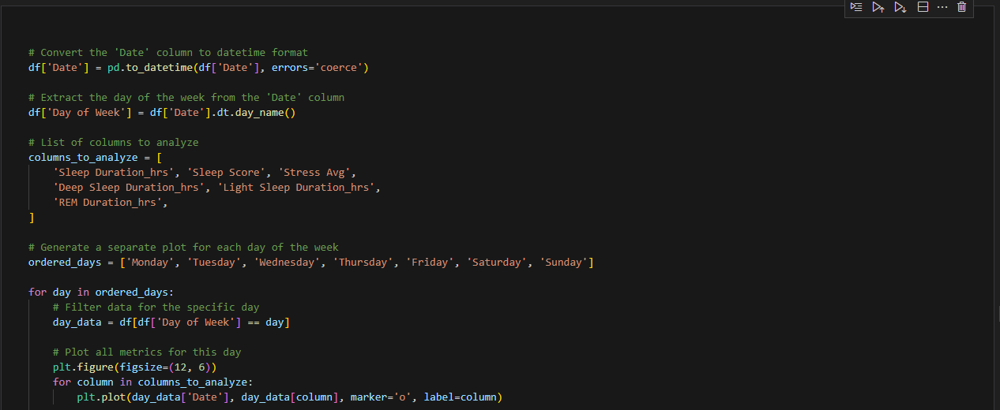 # Convert the 'Date' column to datetime format
df['Date'] = pd.to_datetime(df['Date'], errors='coerce')
# Extract the day of the week from the 'Date' column
df['Day of Week'] = df['Date'].dt.day_name()
# List of columns to analyze
columns_to_analyze = [
    'Sleep Duration_hrs', 'Sleep Score', 'Stress Avg',
    'Deep Sleep Duration_hrs', 'Light Sleep Duration_hrs',
    'REM Duration_hrs',
]
# Generate a separate plot for each day of the week
ordered_days = ['Monday', 'Tuesday', 'Wednesday', 'Thursday', 'Friday', 'Saturday', 'Sunday']
for day in ordered_days:
    # Filter data for the specific day
    day_data = df[df['Day of Week'] == day]
    # Plot all metrics for this day
    plt.figure(figsize=(12, 6))
    for column in columns_to_analyze:
        plt.plot(day_data['Date'], day_data[column], marker='o', label=column)